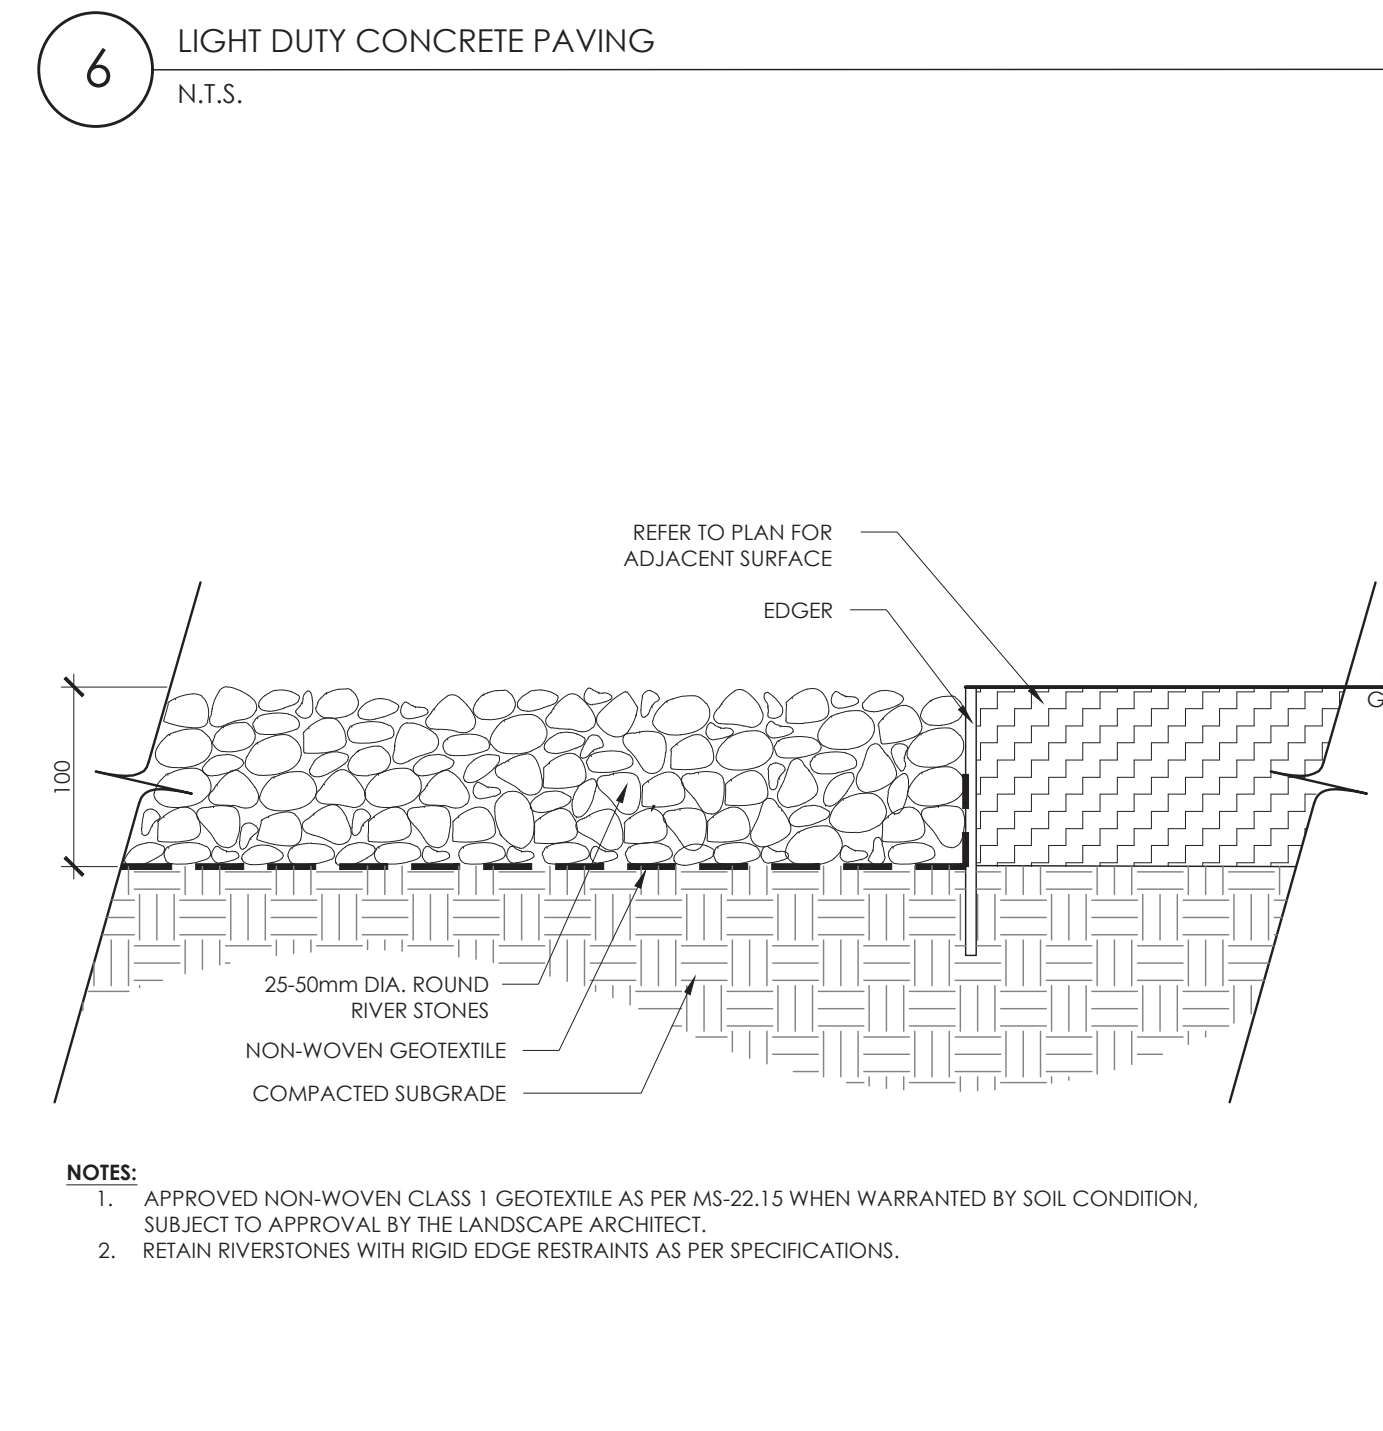 6
LIGHT DUTY CONCRETE PAVING
N.T.S.
REFER TO PLAN FOR
ADJACENT SURFACE
EDGER
G
100
25-50mm DIA. ROUND
RIVER STONES
NON-WOVEN GEOTEXTILE
COMPACTED SUBGRADE
NOTES:
1. APPROVED NON-WOVEN CLASS 1 GEOTEXTILE AS PER MS-22.15 WHEN WARRANTED BY SOIL CONDITION,
SUBJECT TO APPROVAL BY THE LANDSCAPE ARCHITECT.
2. RETAIN RIVERSTONES WITH RIGID EDGE RESTRAINTS AS PER SPECIFICATIONS.